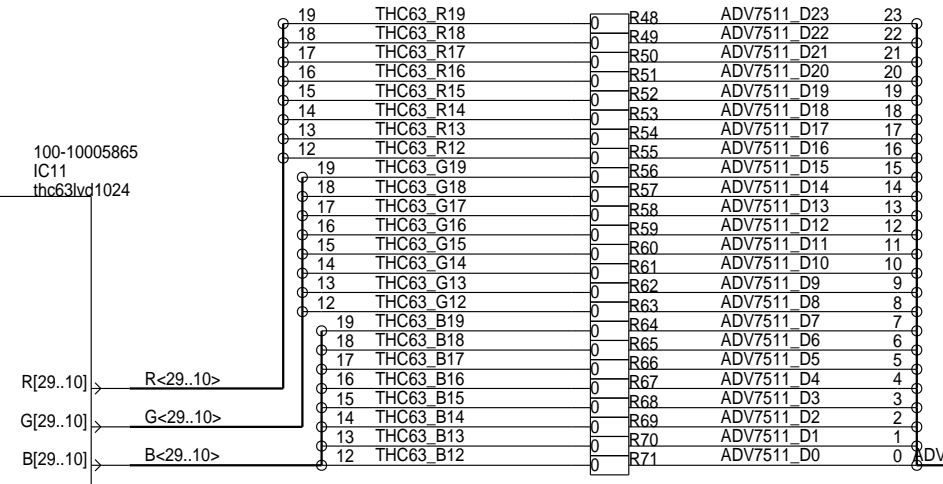 19 THC63_R19 0 R48 ADV7511_D23 23
18 THC63_R18 0 R49 ADV7511_D22 22
17 THC63_R17 0 R50 ADV7511_D21 21
16 THC63_R16 0 R51 ADV7511_D20 20
15 THC63_R15 0 R52 ADV7511_D19 19
14 THC63_R14 0 R53 ADV7511_D18 18
13 THC63_R13 0 R54 ADV7511_D17 17
12 THC63_R12 0 R55 ADV7511_D16 16
100-10005865
IC11
thc63lvd1024
19 THC63_G19 0 R56 ADV7511_D15 15
18 THC63_G18 0 R57 ADV7511_D14 14
17 THC63_G17 0 R58 ADV7511_D13 13
16 THC63_G16 0 R59 ADV7511_D12 12
15 THC63_G15 0 R60 ADV7511_D11 11
14 THC63_G14 0 R61 ADV7511_D10 10
13 THC63_G13 0 R62 ADV7511_D9 9
12 THC63_G12 0 R63 ADV7511_D8 8
19 THC63_B19 0 R64 ADV7511_D7 7
18 THC63_B18 0 R65 ADV7511_D6 6
17 THC63_B17 0 R66 ADV7511_D5 5
16 THC63_B16 0 R67 ADV7511_D4 4
15 THC63_B15 0 R68 ADV7511_D3 3
14 THC63_B14 0 R69 ADV7511_D2 2
13 THC63_B13 0 R70 ADV7511_D1 1
12 THC63_B12 0 R71 ADV7511_D0 0 ADV
R[29..10] R<29..10>
G[29..10] G<29..10>
B[29..10] B<29..10>